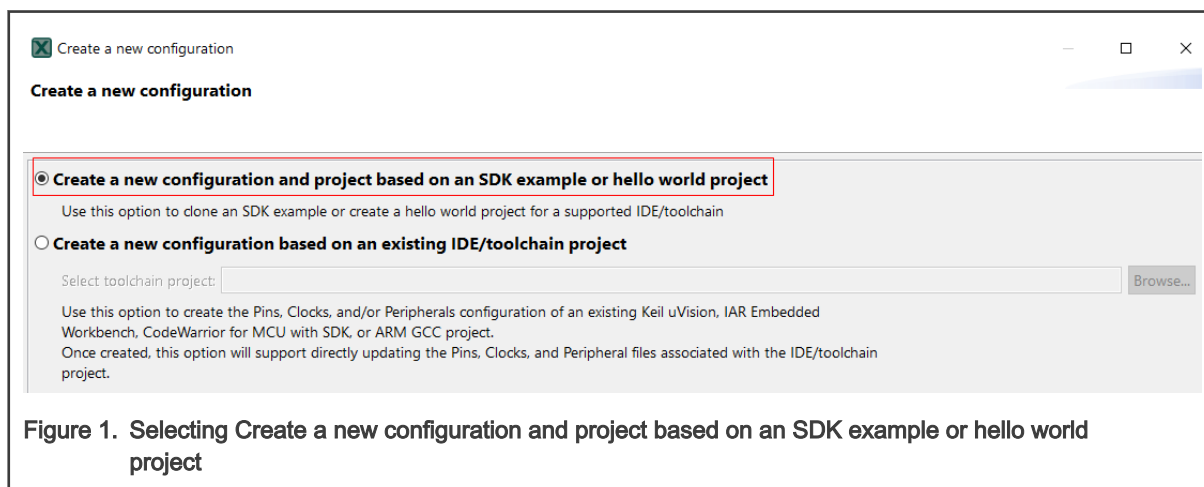 Create a new configuration
Create a new configuration
Create a new configuration and project based on an SDK example or hello world project
Use this option to clone an SDK example or create a hello world project for a supported IDE/toolchain
Create a new configuration based on an existing IDE/toolchain project
Select toolchain project: Browse...
Use this option to create the Pins, Clocks, and/or Peripherals configuration of an existing Keil uVision, IAR Embedded
Workbench, CodeWarrior for MCU with SDK, or ARM GCC project.
Once created, this option will support directly updating the Pins, Clocks, and Peripheral files associated with the IDE/toolchain
project.
Figure 1. Selecting Create a new configuration and project based on an SDK example or hello world
project